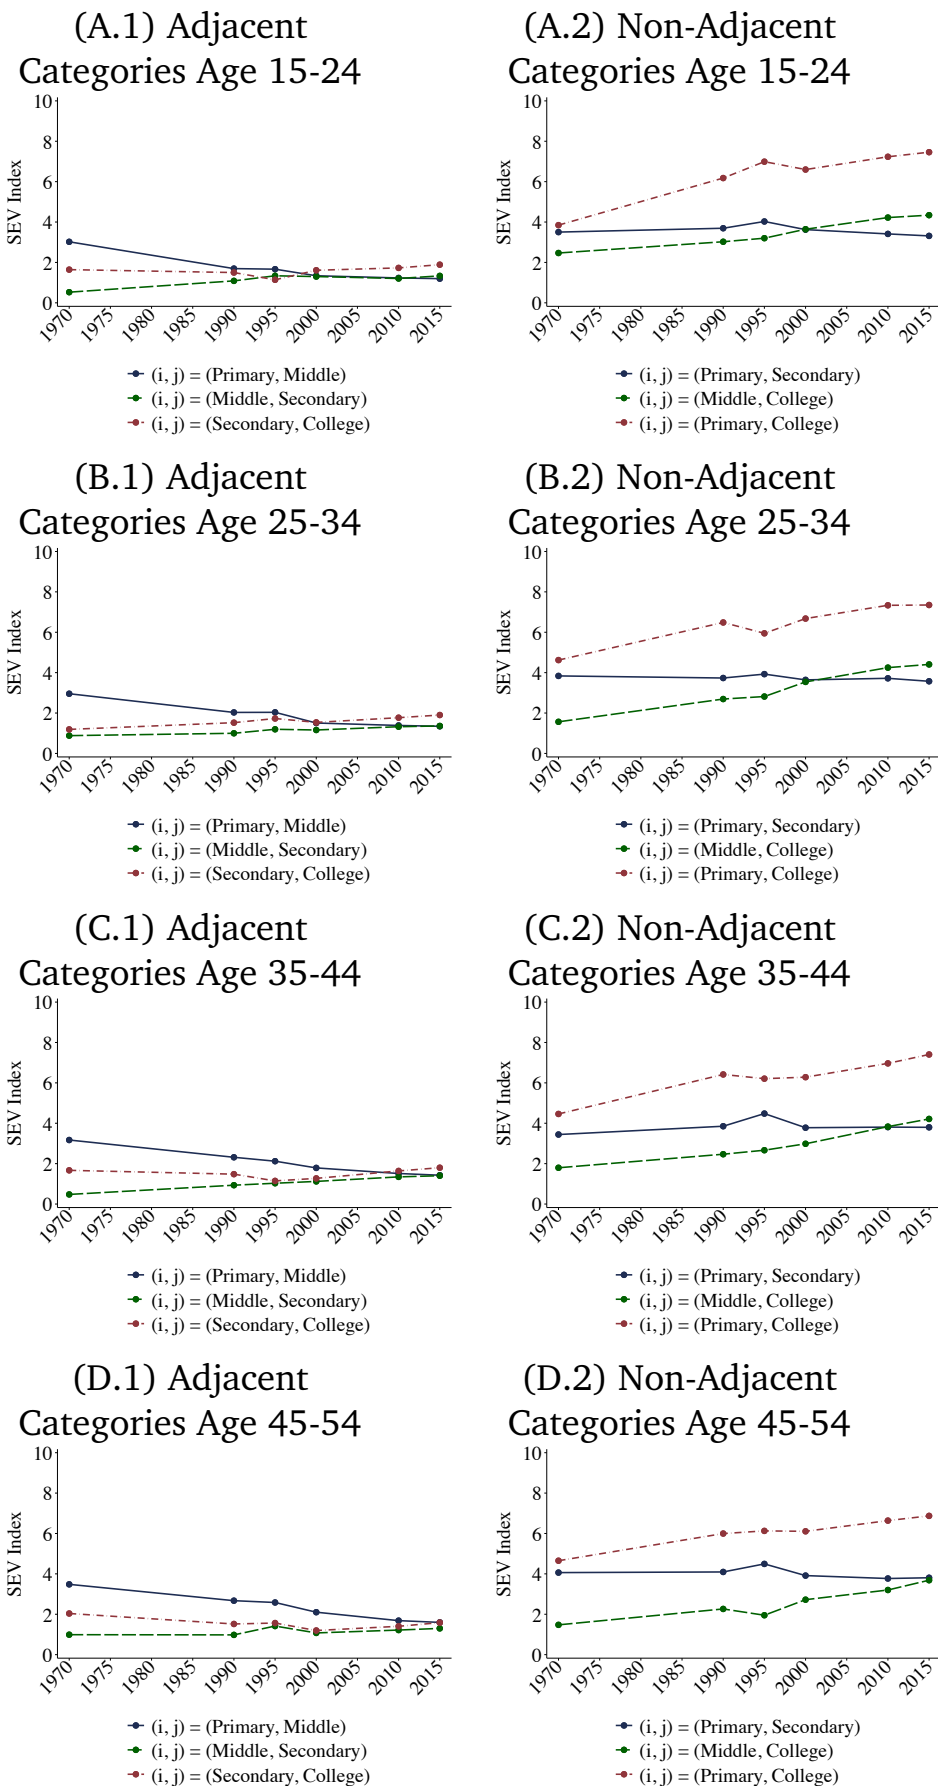 (A.1) Adjacent
Categories Age 15-24
10
8
6
4
2
0
SEV Index
1970
1975
1980
1985
1990
1995
2000
2005
2010
2015
(i, j) = (Primary, Middle)
(i, j) = (Middle, Secondary)
(i, j) = (Secondary, College)
(A.2) Non-Adjacent
Categories Age 15-24
10
8
6
4
2
0
SEV Index
1970
1975
1980
1985
1990
1995
2000
2005
2010
2015
(i, j) = (Primary, Secondary)
(i, j) = (Middle, College)
(i, j) = (Primary, College)
(B.1) Adjacent
Categories Age 25-34
10
8
6
4
2
0
SEV Index
1970
1975
1980
1985
1990
1995
2000
2005
2010
2015
(i, j) = (Primary, Middle)
(i, j) = (Middle, Secondary)
(i, j) = (Secondary, College)
(B.2) Non-Adjacent
Categories Age 25-34
10
8
6
4
2
0
SEV Index
1970
1975
1980
1985
1990
1995
2000
2005
2010
2015
(i, j) = (Primary, Secondary)
(i, j) = (Middle, College)
(i, j) = (Primary, College)
(C.1) Adjacent
Categories Age 35-44
10
8
6
4
2
0
SEV Index
1970
1975
1980
1985
1990
1995
2000
2005
2010
2015
(i, j) = (Primary, Middle)
(i, j) = (Middle, Secondary)
(i, j) = (Secondary, College)
(C.2) Non-Adjacent
Categories Age 35-44
10
8
6
4
2
0
SEV Index
1970
1975
1980
1985
1990
1995
2000
2005
2010
2015
(i, j) = (Primary, Secondary)
(i, j) = (Middle, College)
(i, j) = (Primary, College)
(D.1) Adjacent
Categories Age 45-54
10
8
6
4
2
0
SEV Index
1970
1975
1980
1985
1990
1995
2000
2005
2010
2015
(i, j) = (Primary, Middle)
(i, j) = (Middle, Secondary)
(i, j) = (Secondary, College)
(D.2) Non-Adjacent
Categories Age 45-54
10
8
6
4
2
0
SEV Index
1970
1975
1980
1985
1990
1995
2000
2005
2010
2015
(i, j) = (Primary, Secondary)
(i, j) = (Middle, College)
(i, j) = (Primary, College)